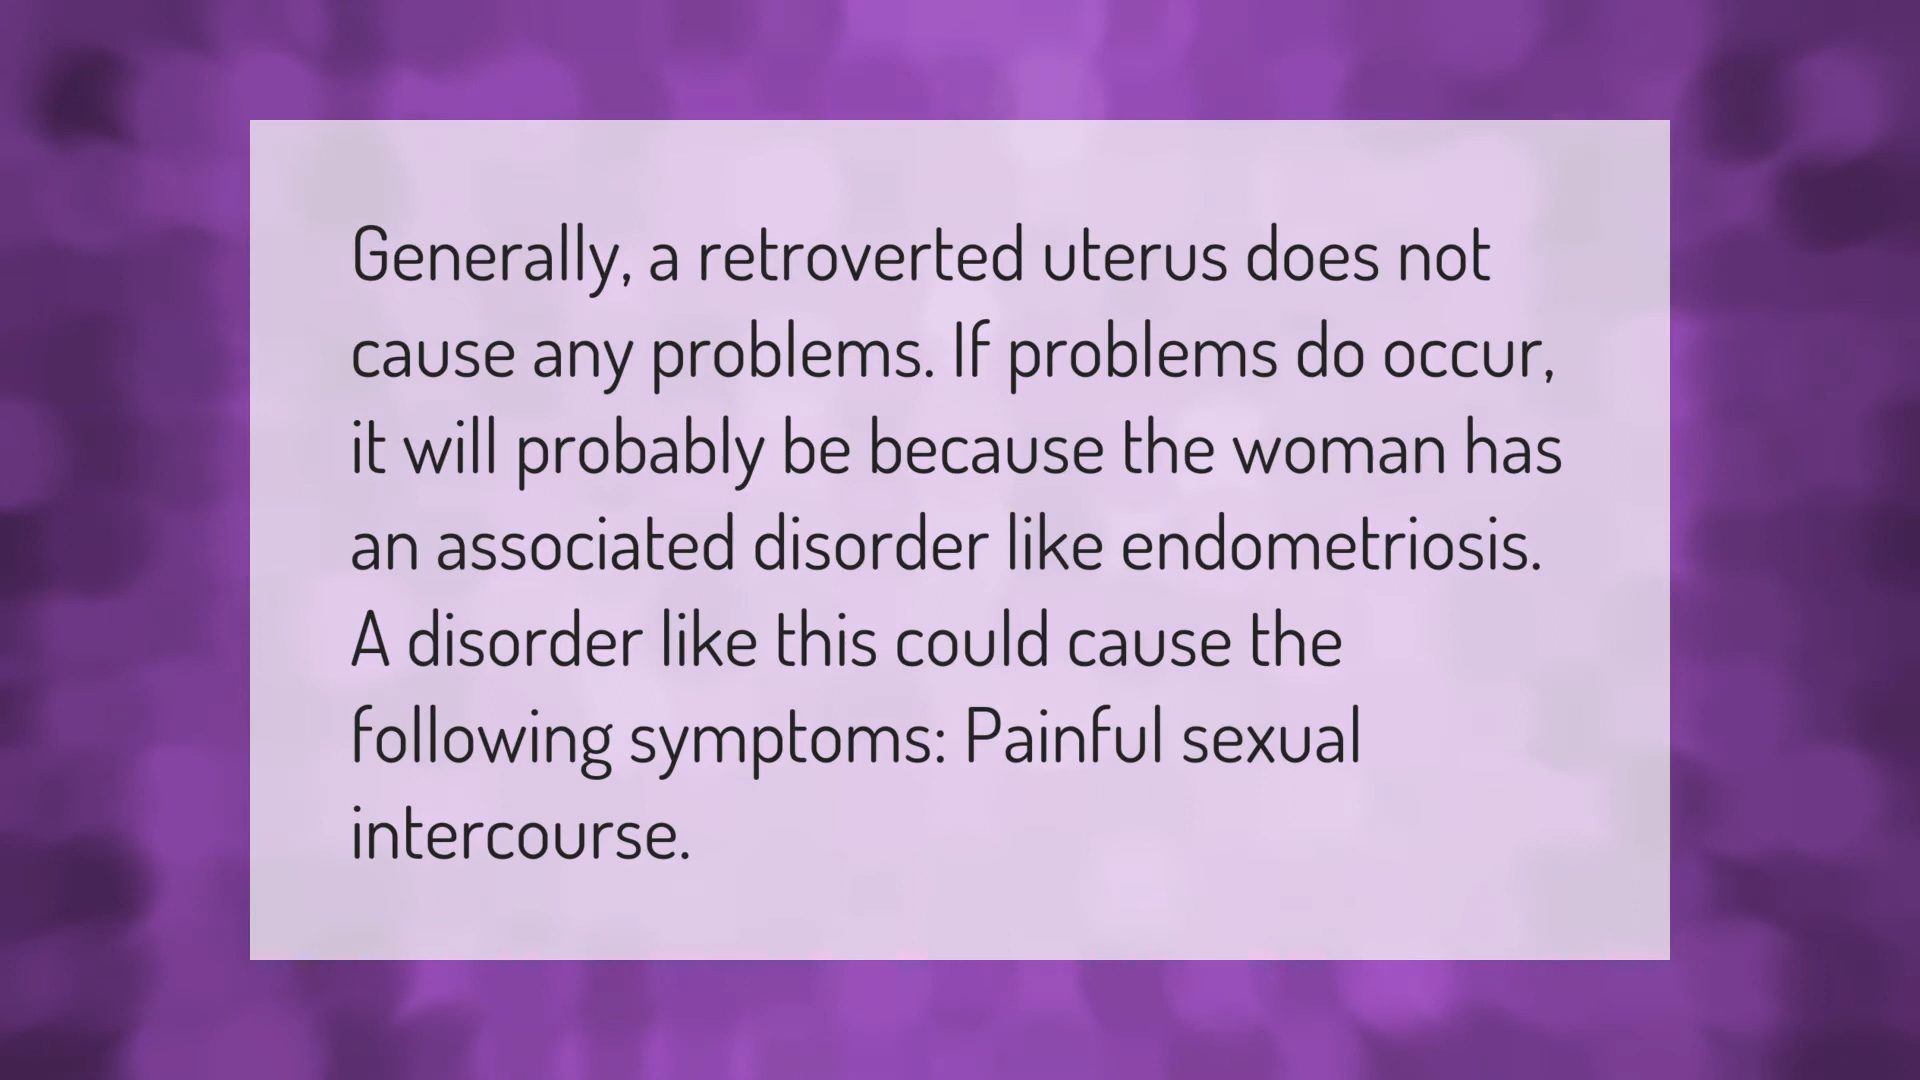 Generally, a retroverted uterus does not
cause any problems. If problems do occur,
it will probably be because the woman has
an associated disorder like endometriosis.
A disorder like this could cause the
following symptoms: Painful sexual
intercourse.